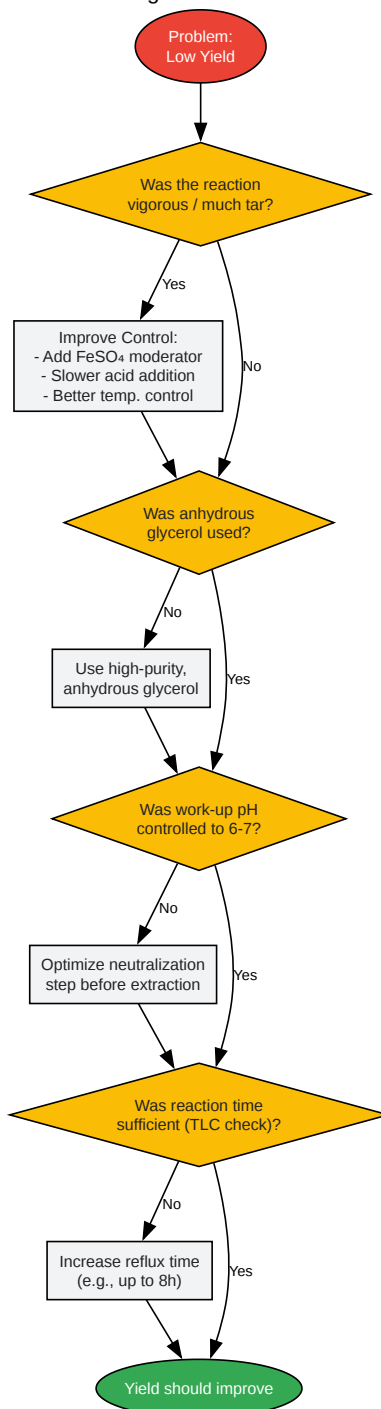 Problem:
Low Yield
Was the reaction
vigorous / much tar?
Yes
Improve Control:
- Add FeSO₄ moderator
- Slower acid addition
- Better temp. control
No
Was anhydrous
glycerol used?
No
Use high-purity,
anhydrous glycerol
Yes
Was work-up pH
controlled to 6-7?
No
Optimize neutralization
step before extraction
Yes
Was reaction time
sufficient (TLC check)?
No
Increase reflux time
(e.g., up to 8h)
Yes
Yield should improve